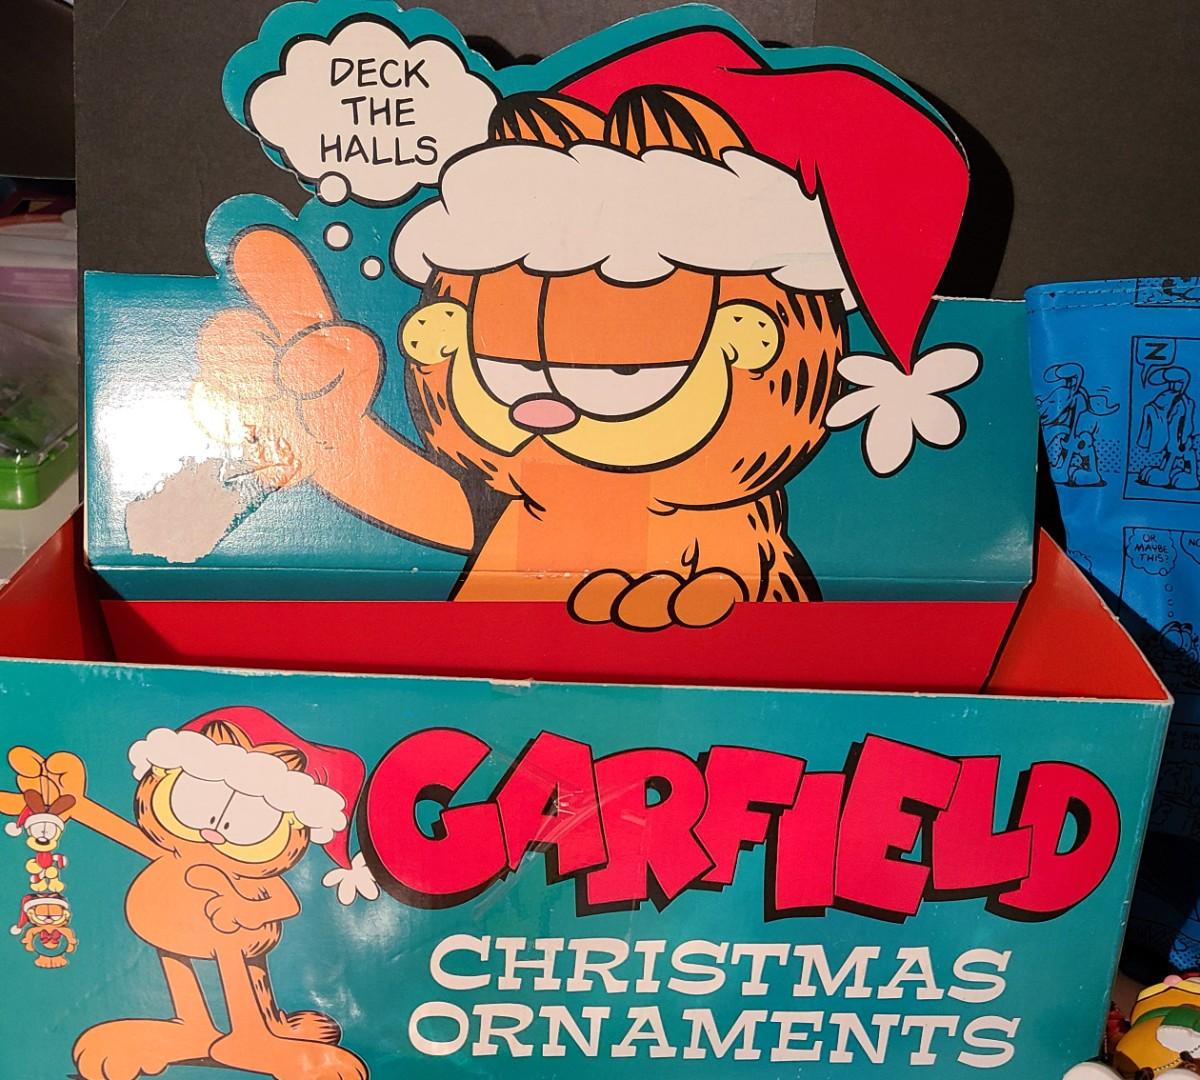 DECK
THE
HALLS
Z
OR
MAYBE
THIS?
GARFIELD
CHRISTMAS
ORNAMENTS